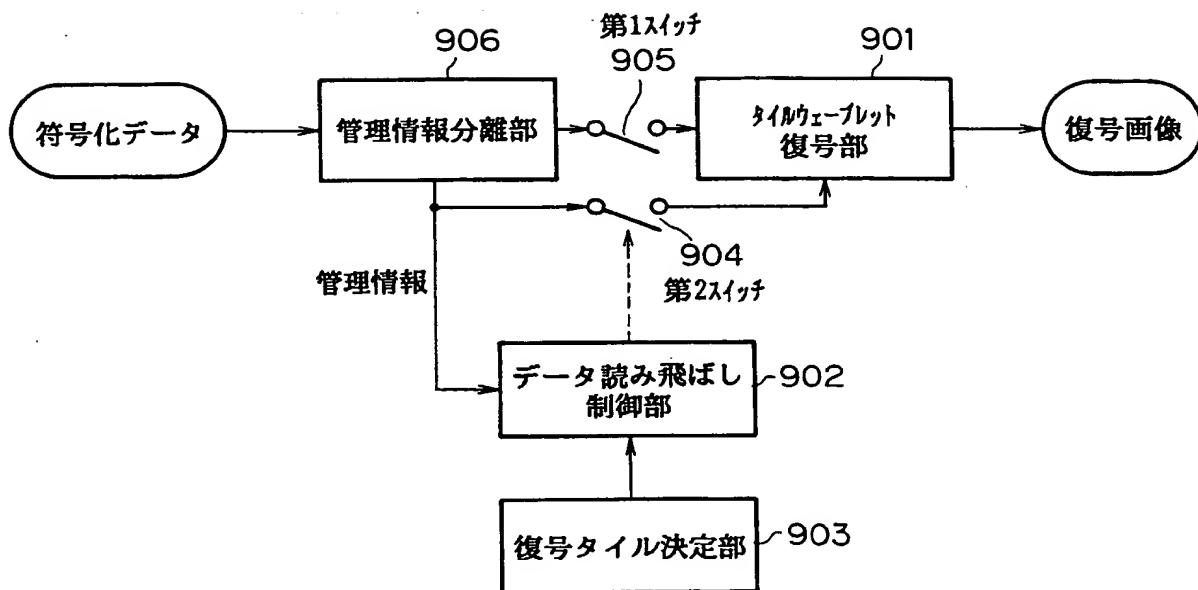 第1スイッチ
906
905
901
符号化データ
管理情報分離部
タイルウェーブレット
復号部
復号画像
904
第2スイッチ
管理情報
データ読み飛ばし
制御部
902
復号タイル決定部
903